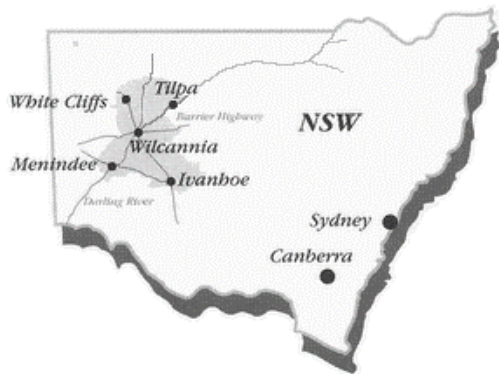 Tilpa
White Cliffs
Barrier Highway
NSW
Wilcannia
Menindee
Ivanhoe
Darling River
Sydney
Canberra